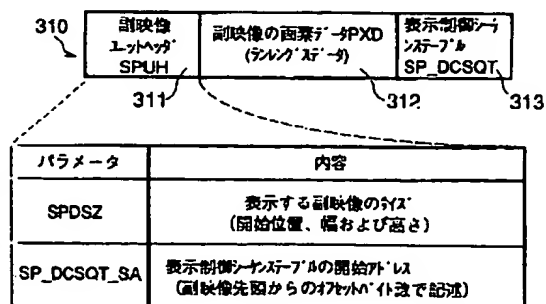 310
副映像
ユニットヘッダ
SPUH
副映像の画素データPXD
(ランレングスデータ)
表示制御シーケ
ンステーブル
SP_DCSQT
311
312
313
パラメータ
内容
SPDSZ
表示する副映像のサイズ
(開始位置、幅および高さ)
SP_DCSQT_SA
表示制御シーケンステーブルの開始アドレス
(副映像先頭からのオフセットバイト数で記述)